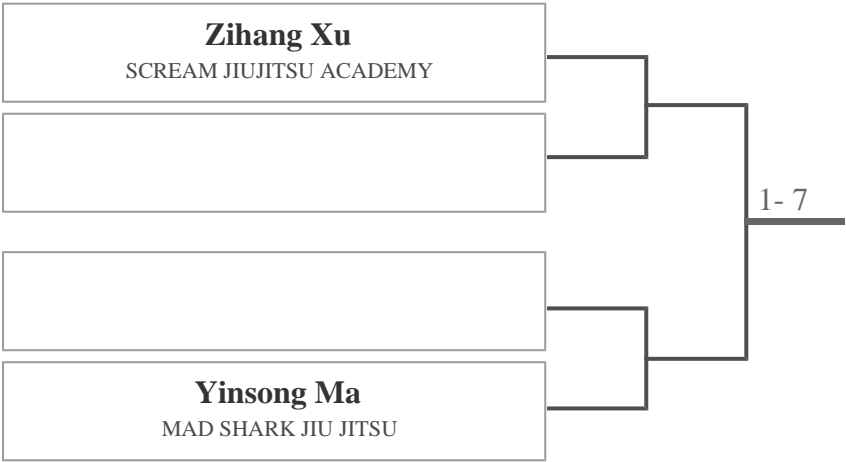 Zihang Xu
SCREAM JIUJITSU ACADEMY
1- 7
Yinsong Ma
MAD SHARK JIU JITSU